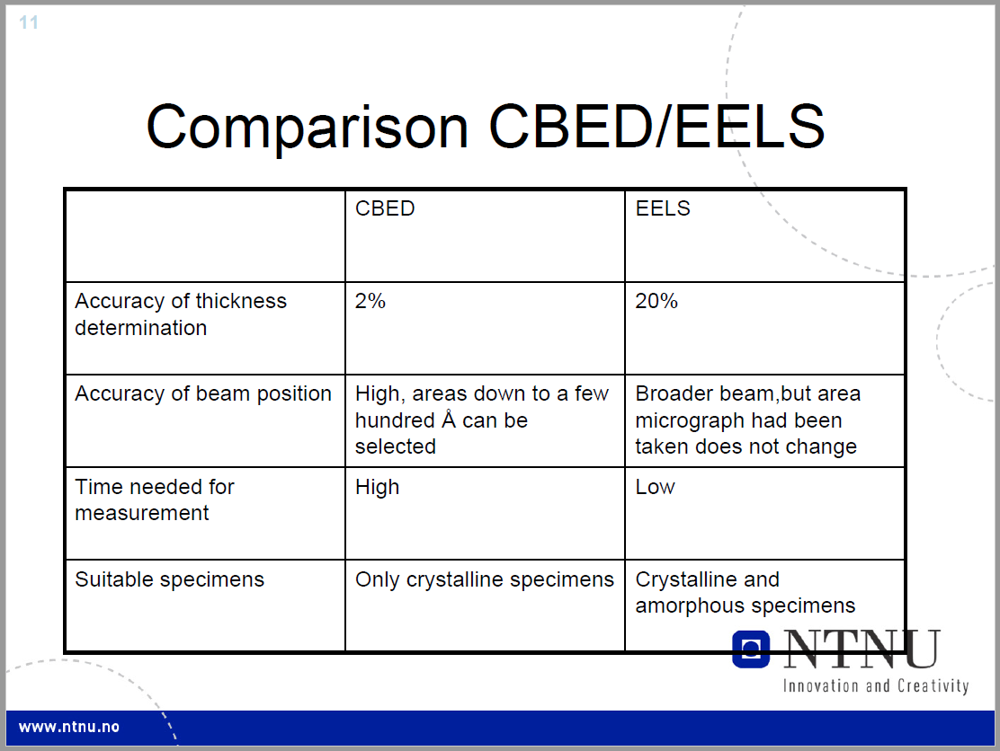 11
Comparison CBED/EELS
CBED
EELS
Accuracy of thickness
determination
2%
20%
Accuracy of beam position
High, areas down to a few
hundred Å can be
selected
Broader beam,but area
micrograph had been
taken does not change
Time needed for
measurement
High
Low
Suitable specimens
Only crystalline specimens
Crystalline and
amorphous specimens
NTNU
Innovation and Creativity
www.ntnu.no